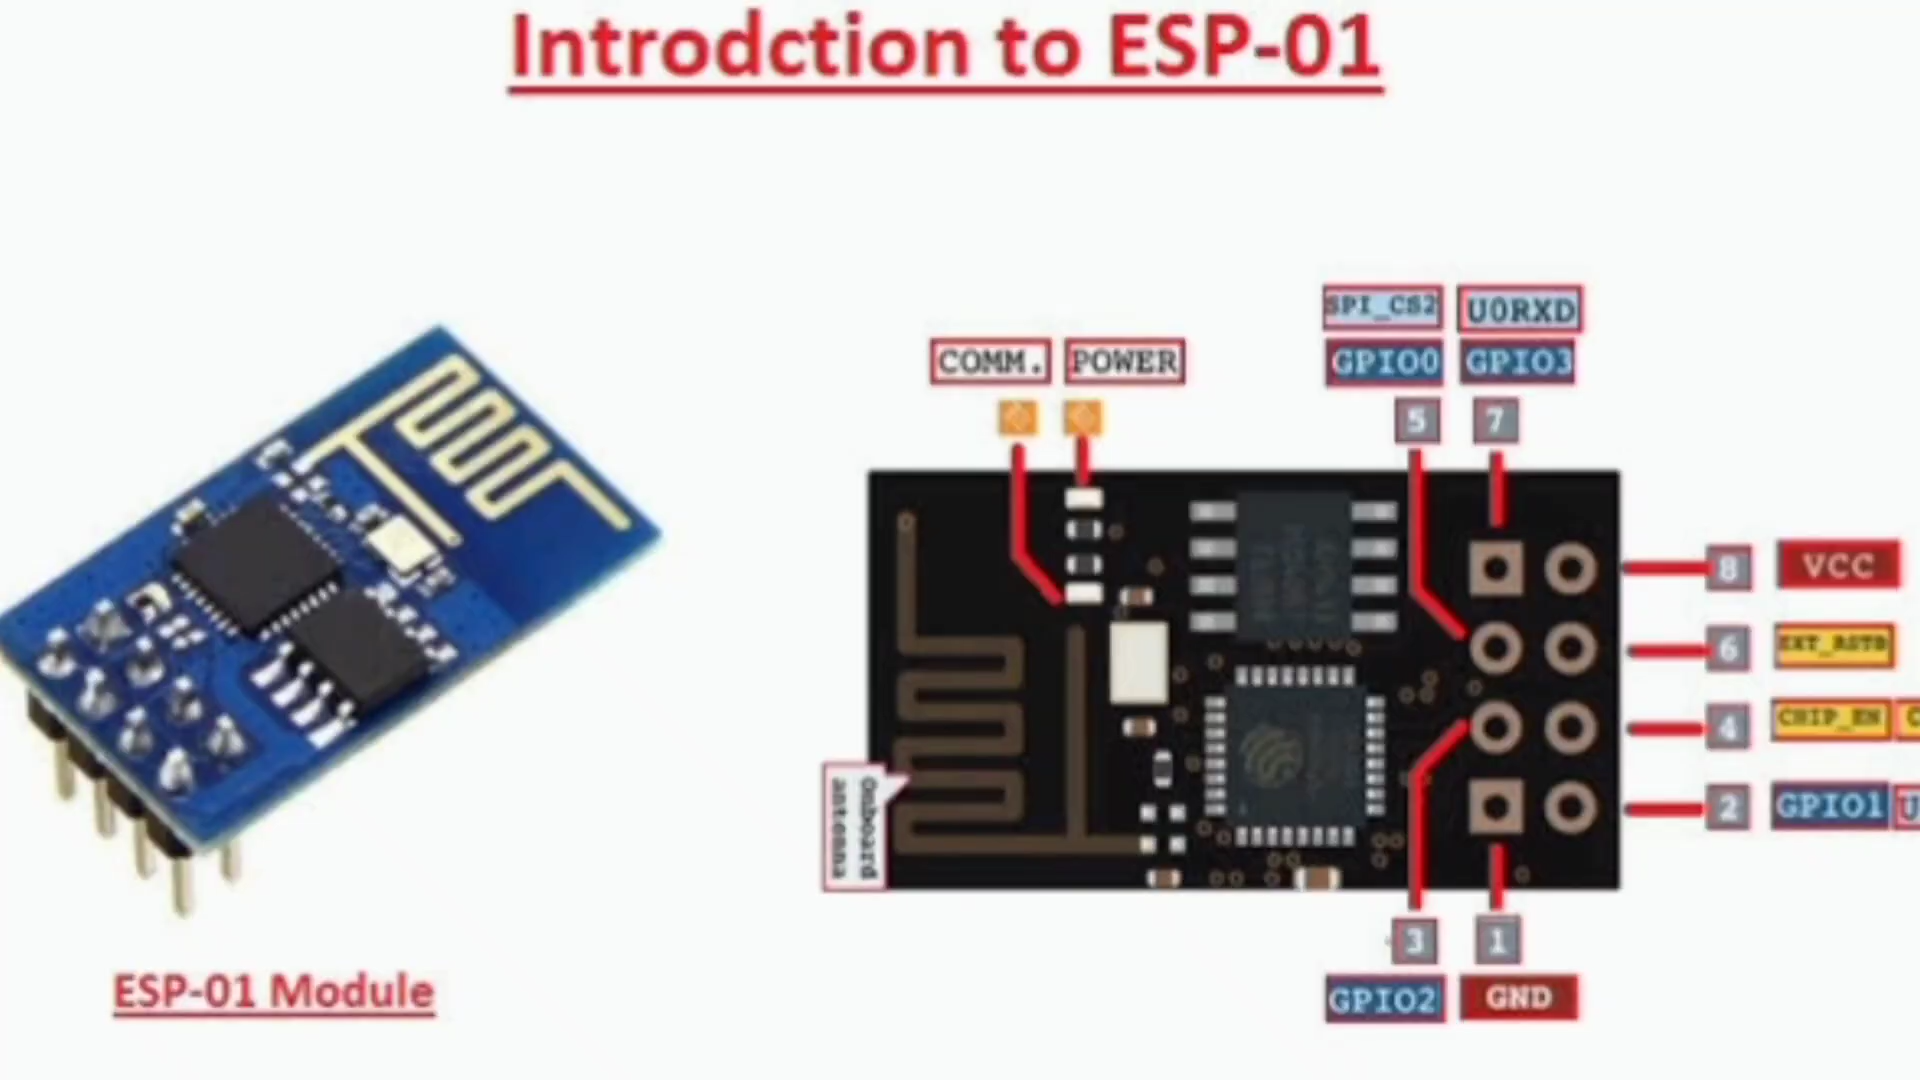 Introdction to ESP-01
SPI_CS2 U0RXD
COMM. POWER GPIO0 GPIO3
5 7
8 VCC
6 EXT_RSTB
4 CHIP_EN C
2 GPIO1 U
Onboard
antenna
3 1
ESP-01 Module
GPIO2 GND